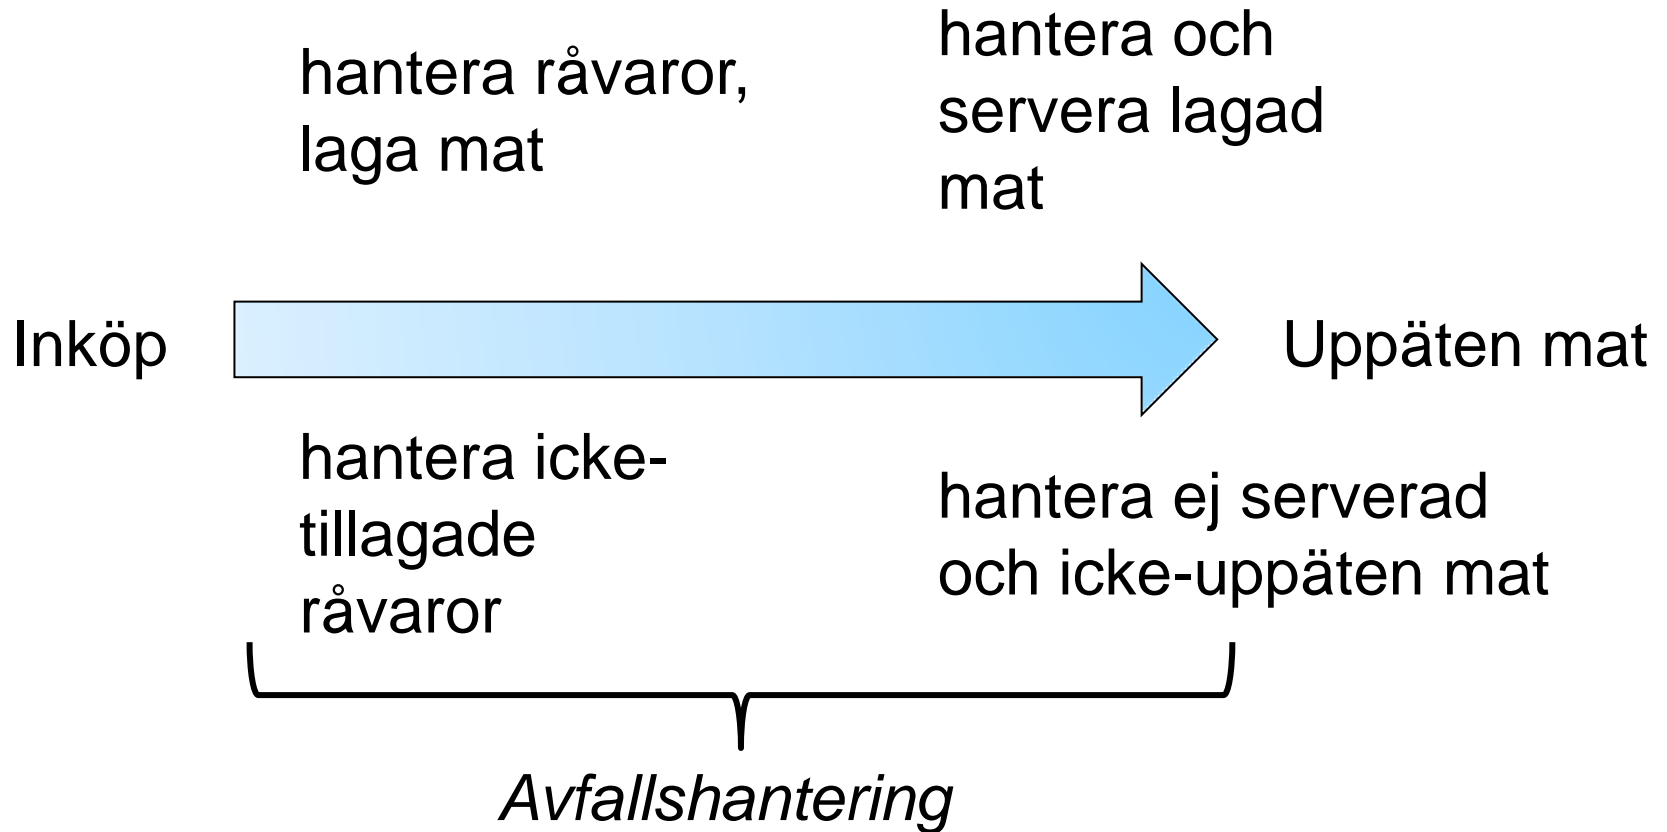 hantera råvaror,
laga mat
hantera och
servera lagad
mat
Inköp
Uppäten mat
hantera icke-
tillagade
råvaror
hantera ej serverad
och icke-uppäten mat
Avfallshantering